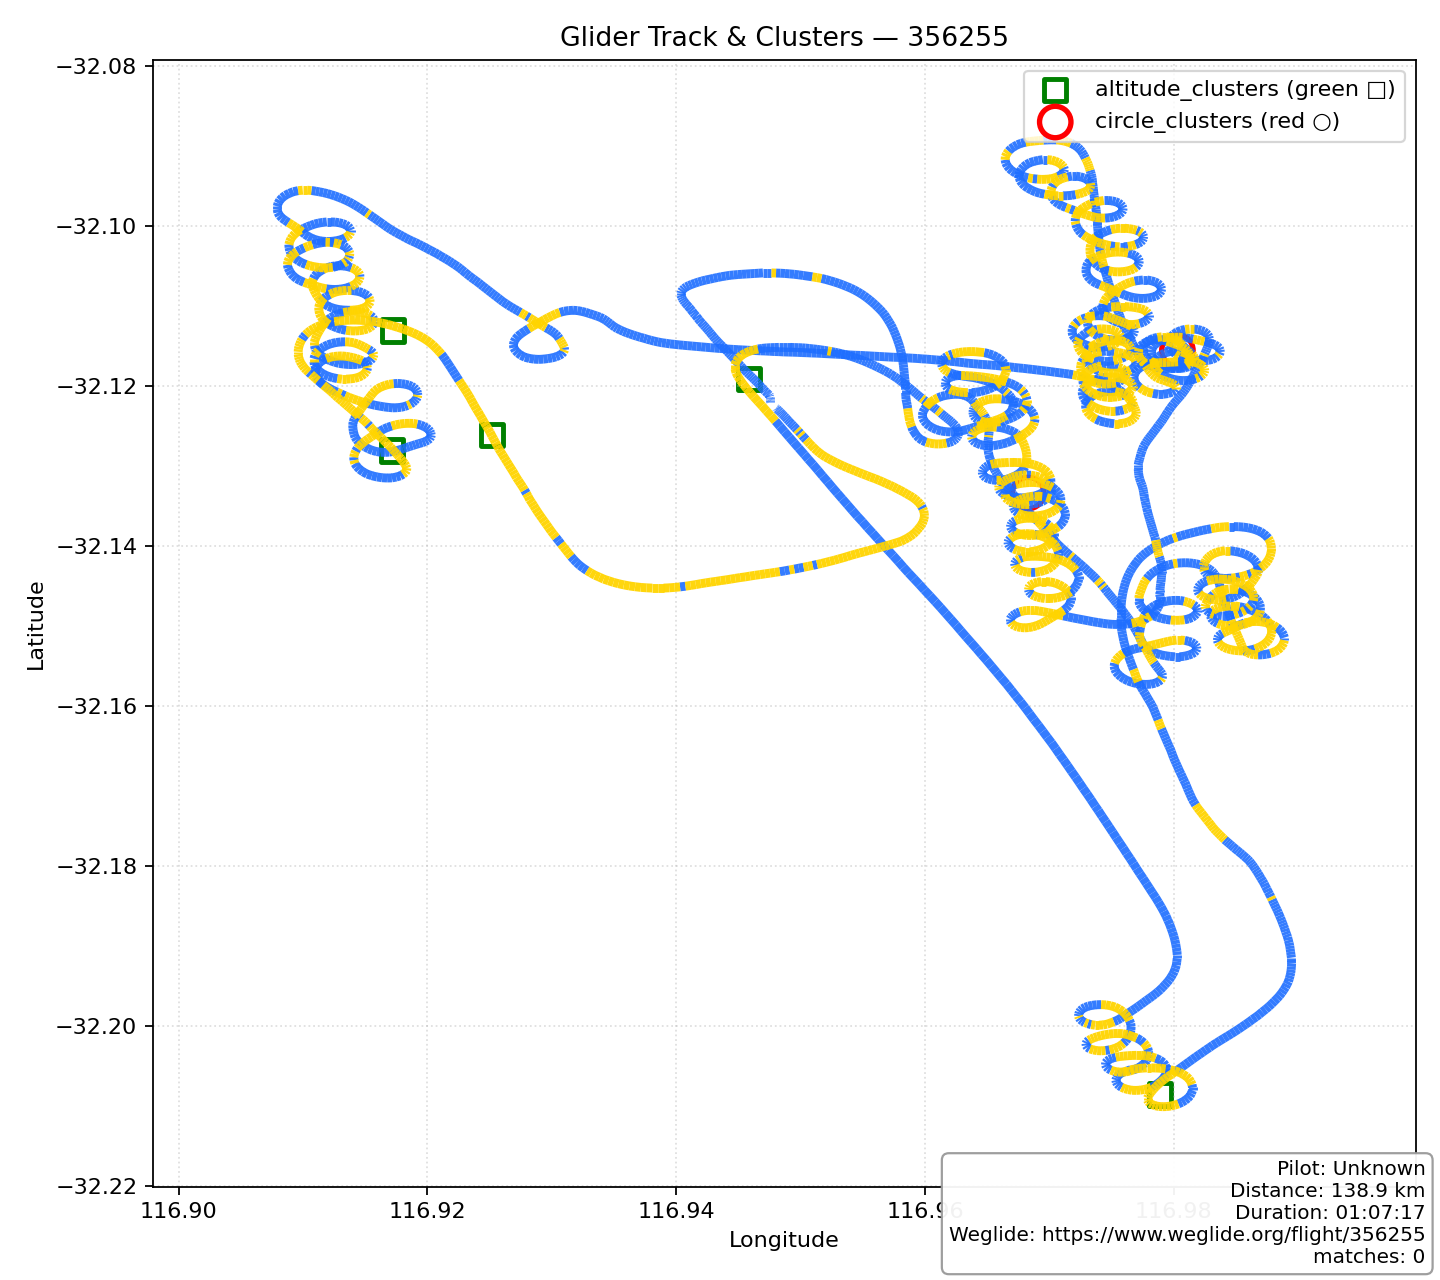 Glider Track & Clusters — 356255
altitude_clusters (green □)
circle_clusters (red ○)
Latitude
−32.08
−32.10
−32.12
−32.14
−32.16
−32.18
−32.20
−32.22
116.90
116.92
116.94
116.96
116.98
Longitude
Pilot: Unknown
Distance: 138.9 km
Duration: 01:07:17
Weglide: https://www.weglide.org/flight/356255
matches: 0